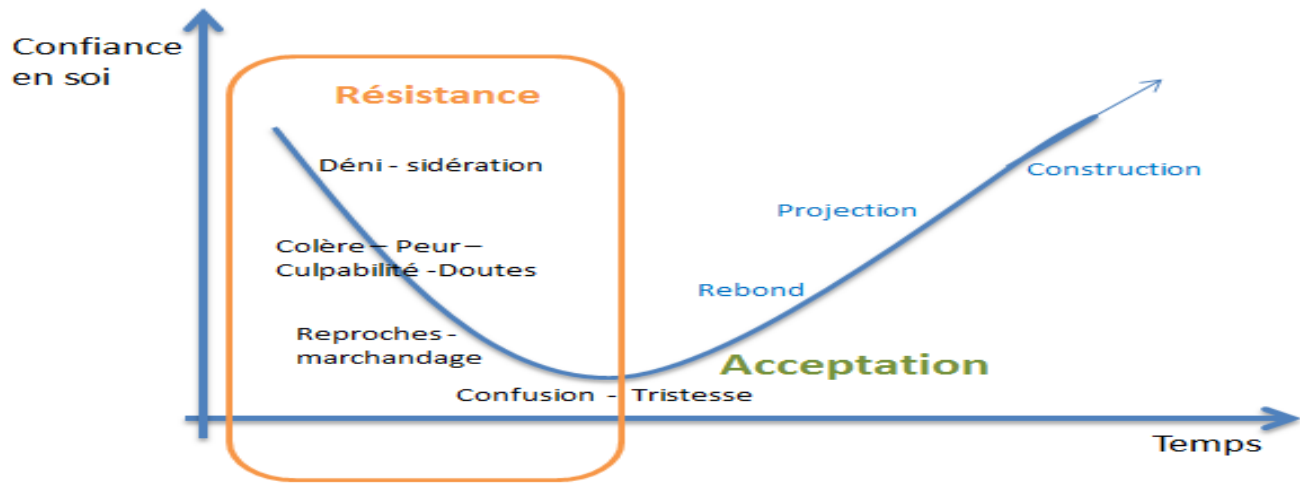 Confiance
en soi
Résistance
Déni - sidération
Colère – Peur –
Culpabilité -Doutes
Reproches -
marchandage
Confusion - Tristesse
Acceptation
Rebond
Projection
Construction
Temps